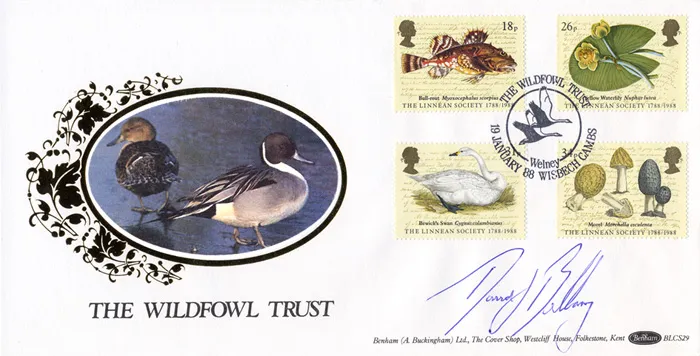 18p
Bull-rout Myoxocephalus scorpius
THE LINNEAN SOCIETY 1788-1988
26p
Yellow Waterlily Nuphar lutea
THE LINNEAN SOCIETY 1788-1988
THE WILDFOWL TRUST
Welney
19 JANUARY 88 WISBECH CAMBS
Bewick's Swan Cygnus columbianus
THE LINNEAN SOCIETY 1788-1988
34p
Morel Morchella esculenta
THE LINNEAN SOCIETY 1788-1988
THE WILDFOWL TRUST
Benham (A. Buckingham) Ltd., The Cover Shop, Westcliff House, Folkestone, Kent Benham BLCS29